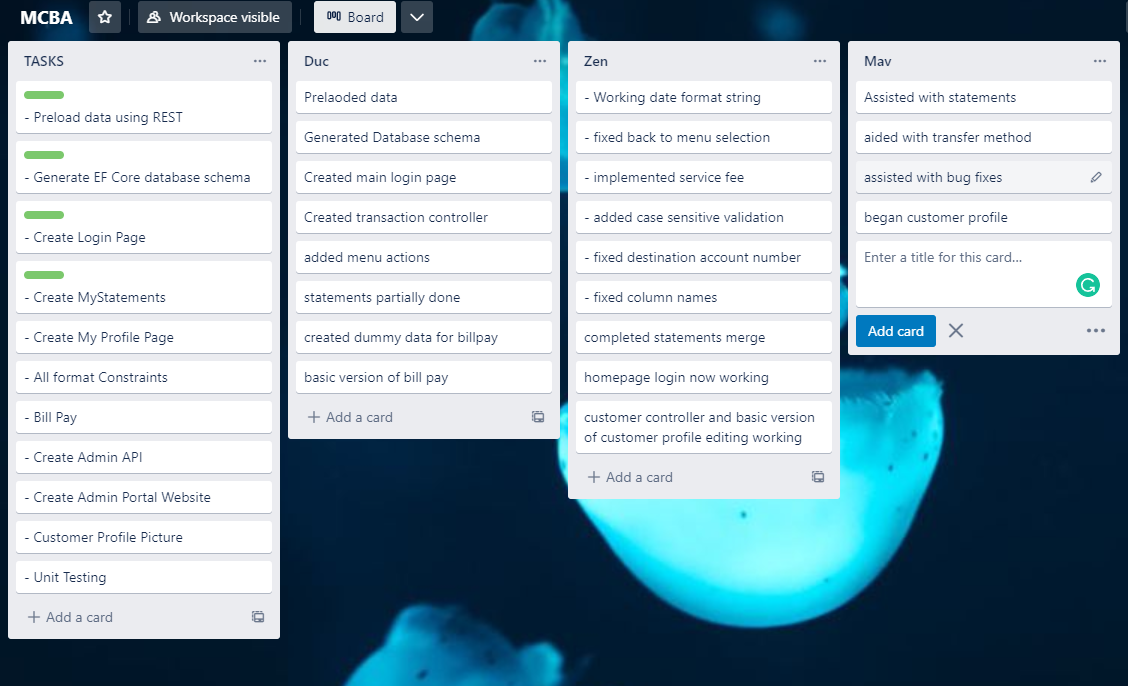 MCBA
Workspace visible
Board
TASKS
- Preload data using REST
- Generate EF Core database schema
- Create Login Page
- Create MyStatements
- Create My Profile Page
- All format Constraints
- Bill Pay
- Create Admin API
- Create Admin Portal Website
- Customer Profile Picture
- Unit Testing
+ Add a card
Duc
Prelaoded data
Generated Database schema
Created main login page
Created transaction controller
added menu actions
statements partially done
created dummy data for billpay
basic version of bill pay
+ Add a card
Zen
- Working date format string
- fixed back to menu selection
- implemented service fee
- added case sensitive validation
- fixed destination account number
- fixed column names
completed statements merge
homepage login now working
customer controller and basic version
of customer profile editing working
+ Add a card
Mav
Assisted with statements
aided with transfer method
assisted with bug fixes
began customer profile
Enter a title for this card...
Add card